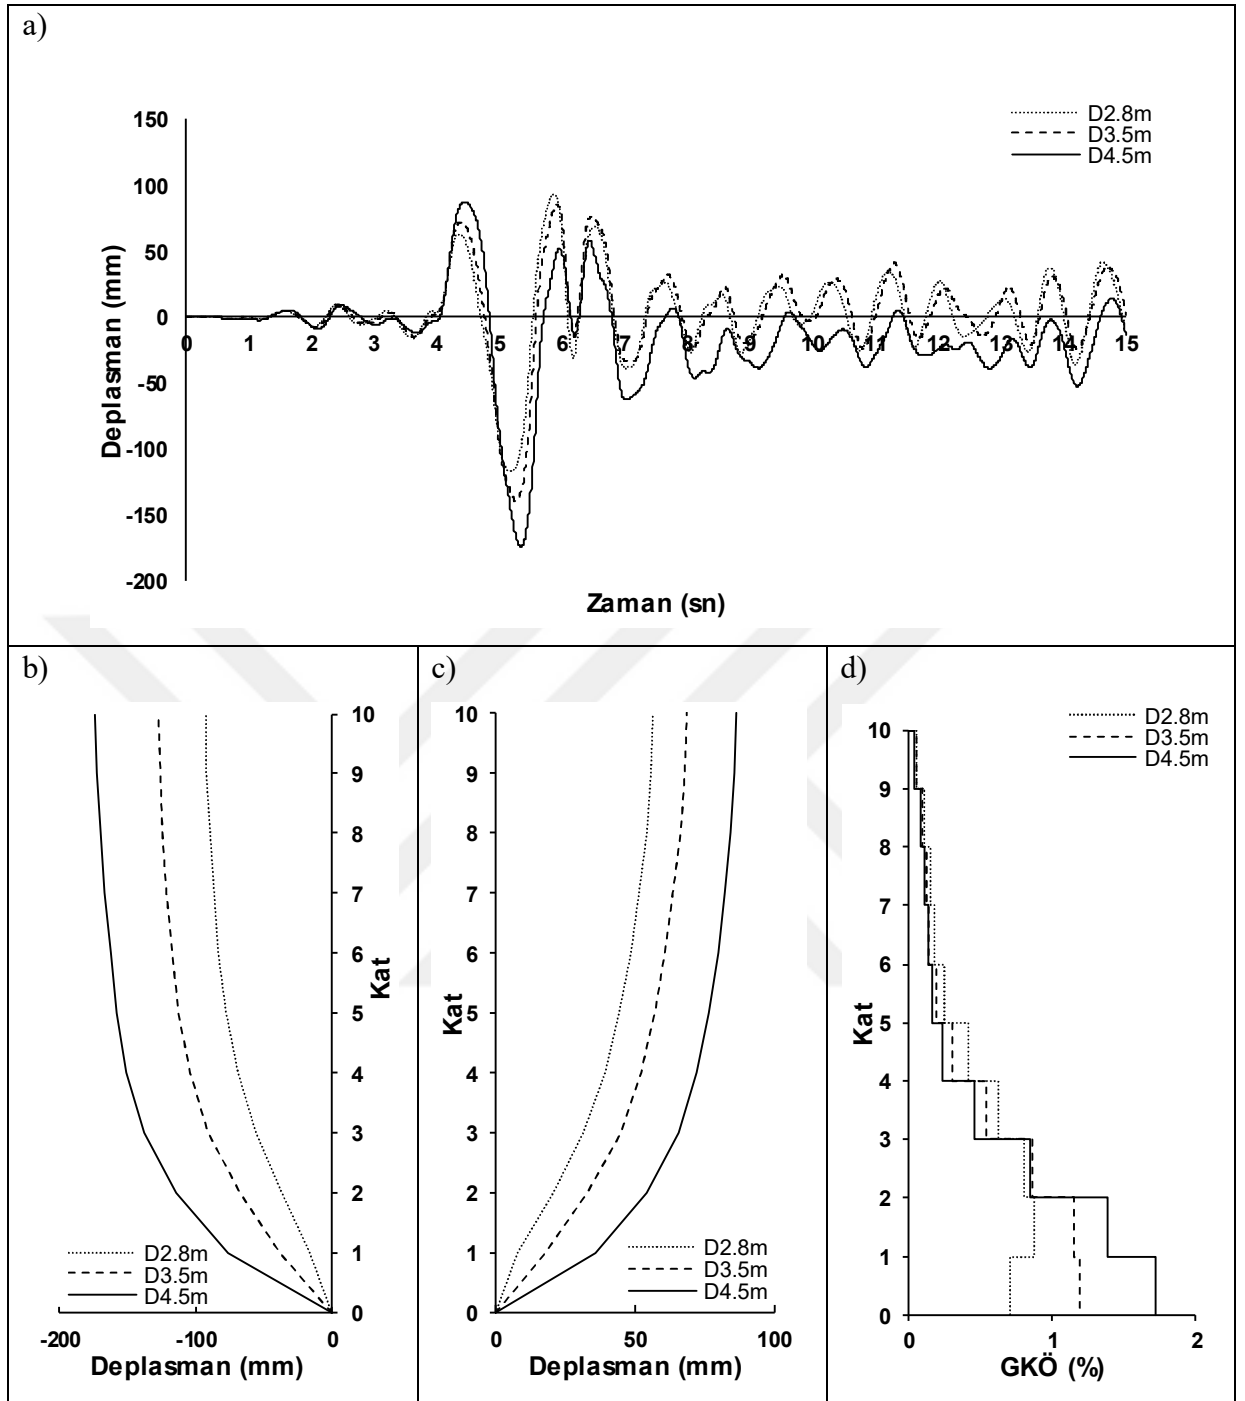 a)
D2.8m
D3.5m
D4.5m
150
100
50
0
-50
-100
-150
-200
Deplasman (mm)
0 1 2 3 4 5 6 7 8 9 10 11 12 13 14 15
Zaman (sn)
b)
10
9
8
7
6
5
4
3
2
1
0
Kat
D2.8m
D3.5m
D4.5m
-200 -100 0
Deplasman (mm)
c)
10
9
8
7
6
5
4
3
2
1
0
Kat
D2.8m
D3.5m
D4.5m
0 50 100
Deplasman (mm)
d)
D2.8m
D3.5m
D4.5m
10
9
8
7
6
5
4
3
2
1
0
Kat
0 1 2
GKÖ (%)